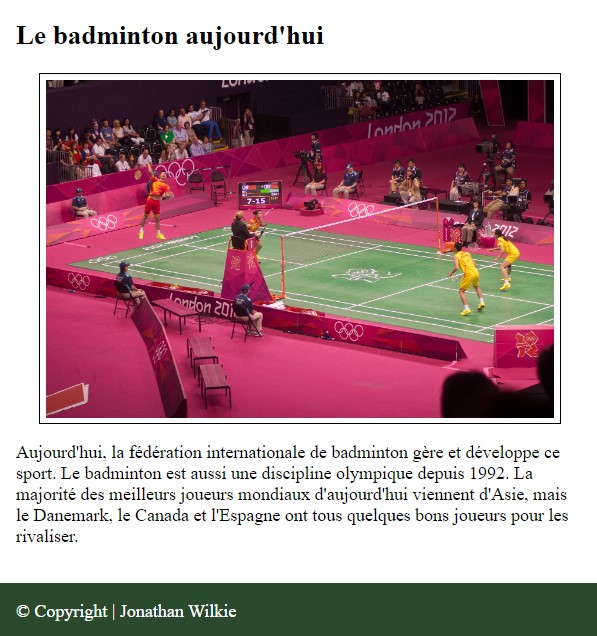 Le badminton aujourd'hui
London 2012
7-15
2012
London 2012
Aujourd'hui, la fédération internationale de badminton gère et développe ce
sport. Le badminton est aussi une discipline olympique depuis 1992. La
majorité des meilleurs joueurs mondiaux d'aujourd'hui viennent d'Asie, mais
le Danemark, le Canada et l'Espagne ont tous quelques bons joueurs pour les
rivaliser.
© Copyright | Jonathan Wilkie